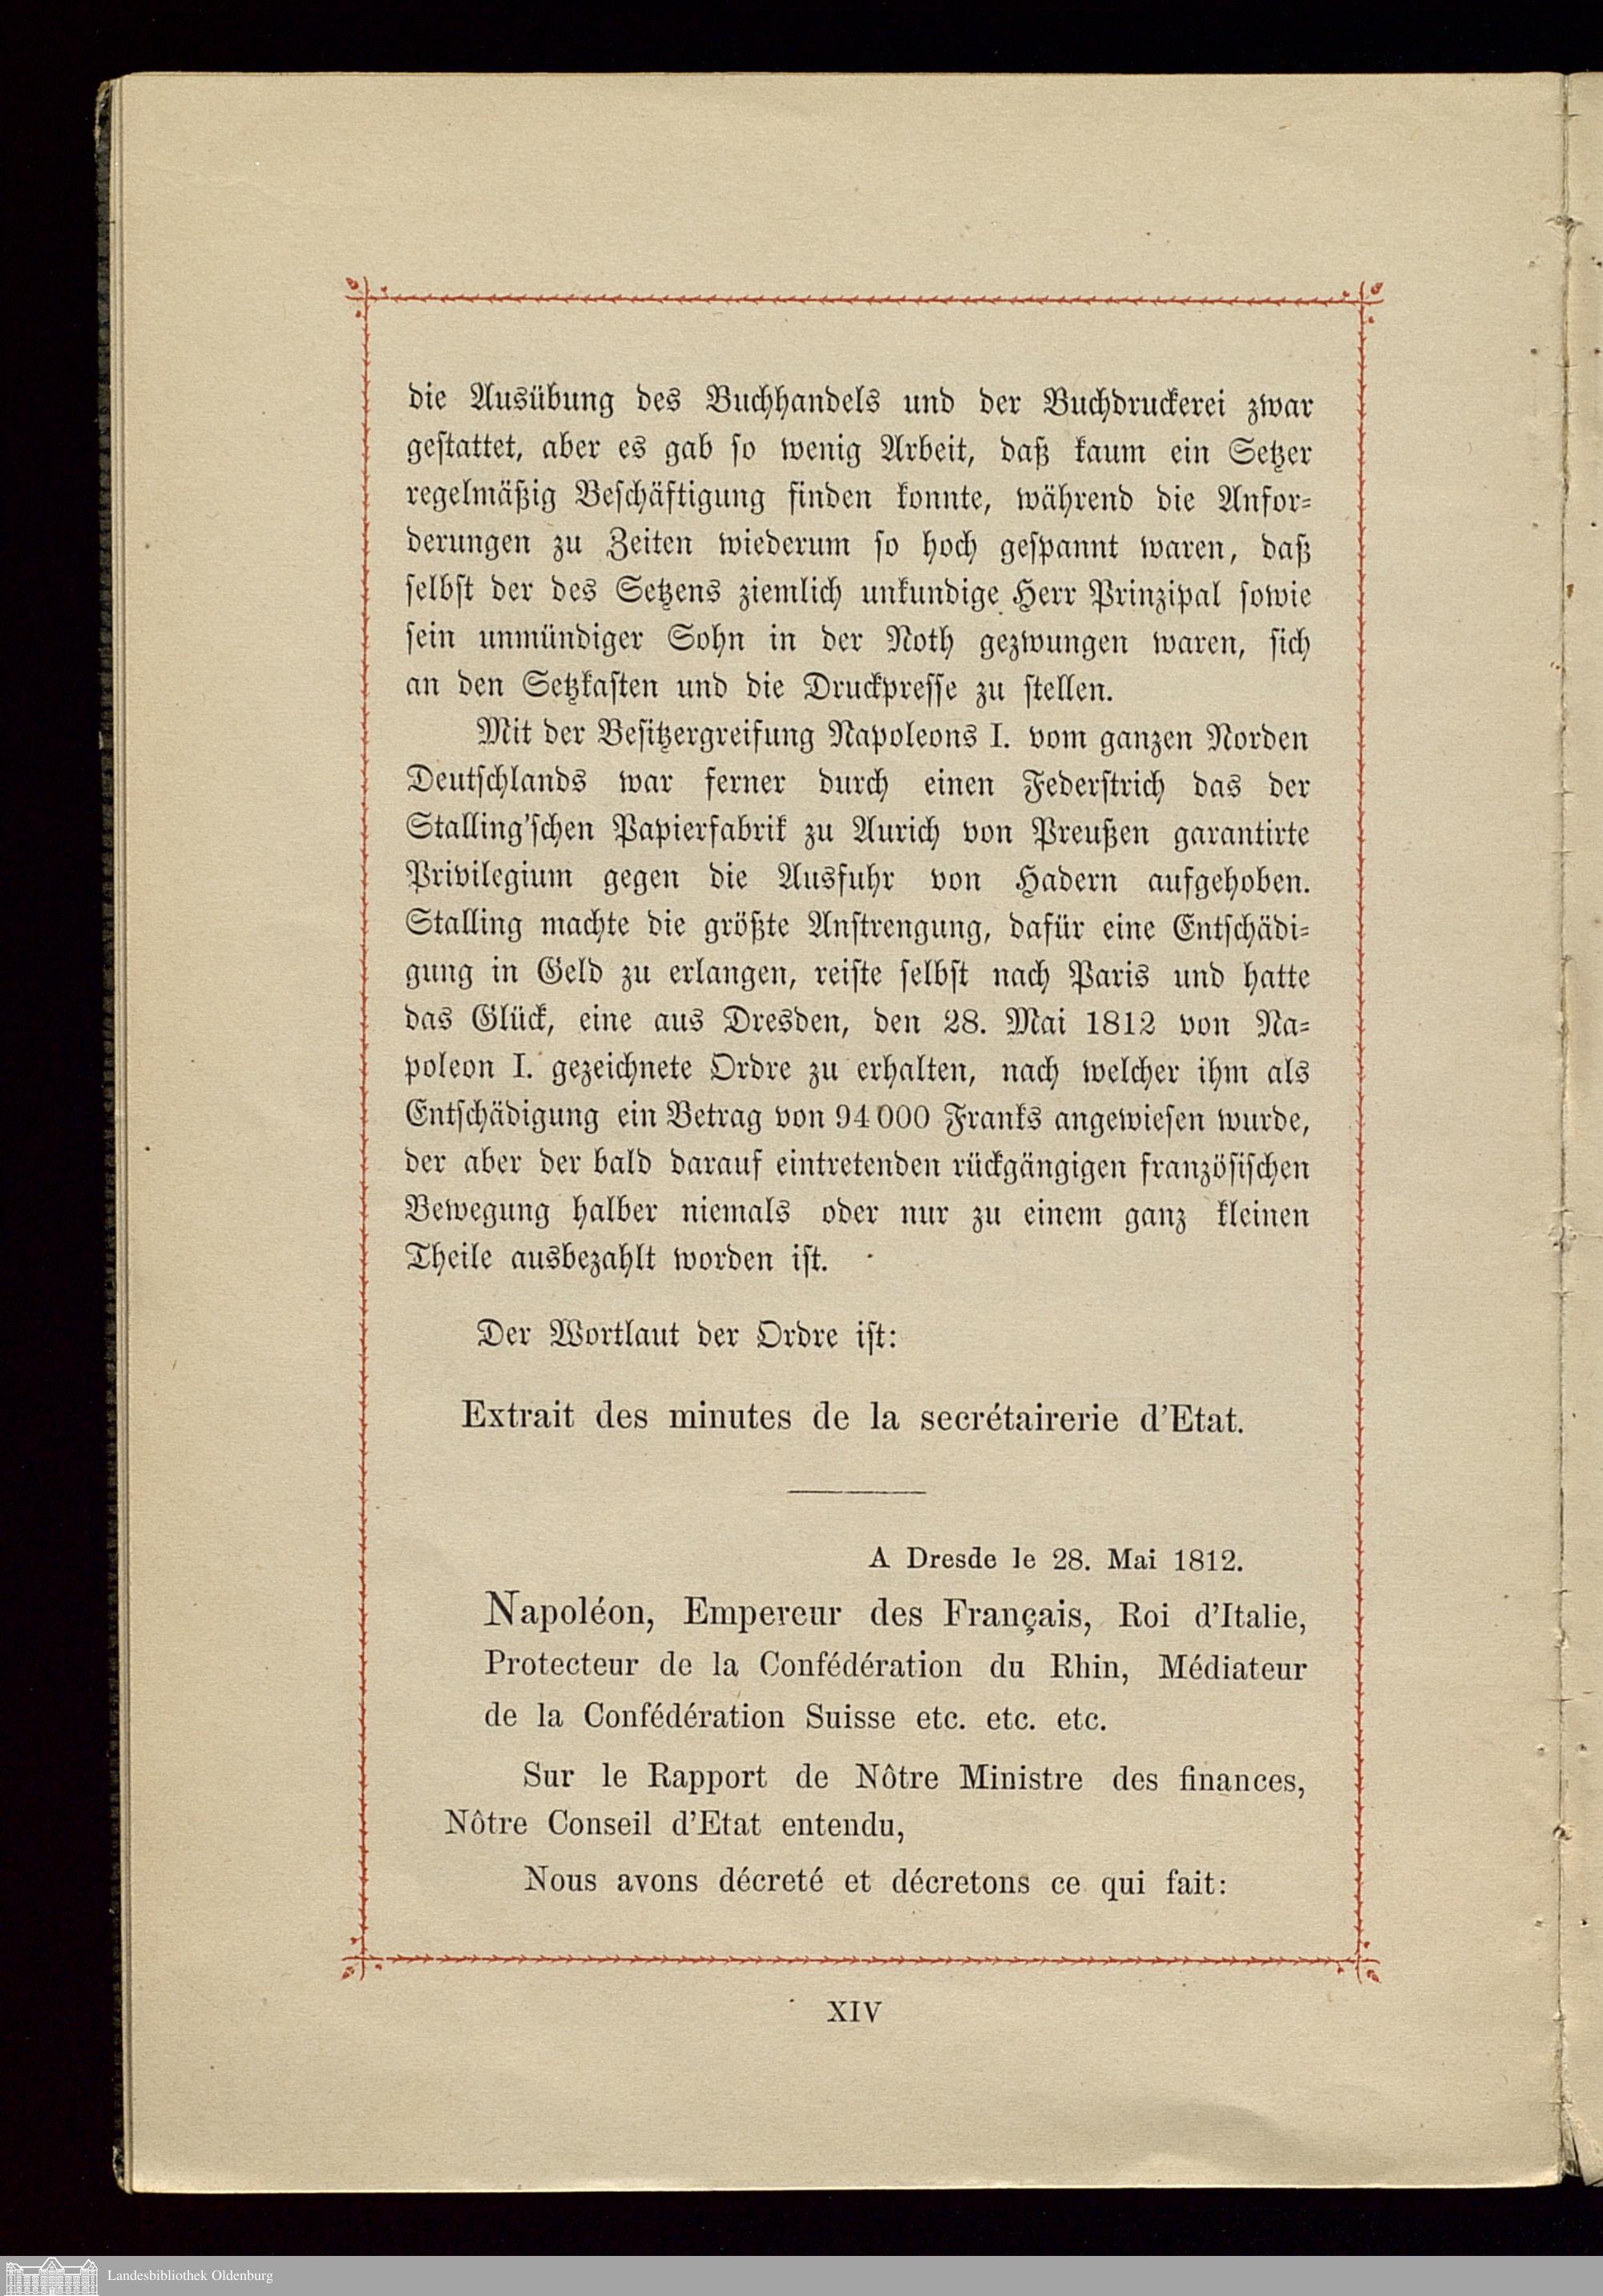 die Ausübung des Buchhandels und der Buchdruckerei zwar
gestattet, aber es gab so wenig Arbeit, daß kaum ein Setzer
regelmäßig Beschäftigung finden konnte, während die Anfor-
derungen zu Zeiten wiederum so hoch gespannt waren, daß
selbst der des Setzens ziemlich unkundige Herr Prinzipal sowie
sein unmündiger Sohn in der Noth gezwungen waren, sich
an den Setzkasten und die Druckpresse zu stellen.
Mit der Besitzergreifung Napoleons I. vom ganzen Norden
Deutschlands war ferner durch einen Federstrich das der
Stalling'schen Papierfabrik zu Aurich von Preußen garantirte
Privilegium gegen die Ausfuhr von Hadern aufgehoben.
Stalling machte die größte Anstrengung, dafür eine Entschädi-
gung in Geld zu erlangen, reiste selbst nach Paris und hatte
das Glück, eine aus Dresden, den 28. Mai 1812 von Na-
poleon I. gezeichnete Ordre zu erhalten, nach welcher ihm als
Entschädigung ein Betrag von 94000 Franks angewiesen wurde,
der aber der bald darauf eintretenden rückgängigen französischen
Bewegung halber niemals oder nur zu einem ganz kleinen
Theile ausbezahlt worden ist.
Der Wortlaut der Ordre ist:
Extrait des minutes de la secrétairerie d'Etat.
A Dresde le 28. Mai 1812.
Napoléon, Empereur des Français, Roi d'Italie,
Protecteur de la Confédération du Rhin, Médiateur
de la Confédération Suisse etc. etc. etc.
Sur le Rapport de Nôtre Ministre des finances,
Nôtre Conseil d'Etat entendu,
Nous avons décreté et décretons ce qui fait:
XIV
Landesbibliothek Oldenburg